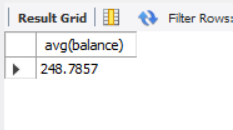 Result Grid Filter Rows:
avg(balance)
248.7857